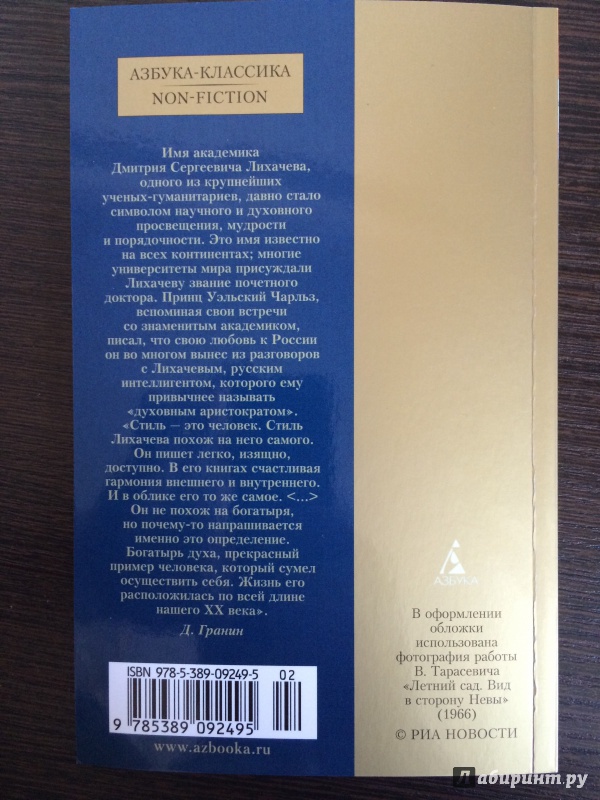 АЗБУКА-КЛАССИКА
NON-FICTION
Имя академика
Дмитрия Сергеевича Лихачева,
одного из крупнейших
ученых-гуманитариев, давно стало
символом научного и духовного
просвещения, мудрости
и порядочности. Это имя известно
на всех континентах; многие
университеты мира присуждали
Лихачеву звание почетного
доктора. Принц Уэльский Чарльз,
вспоминая свои встречи
со знаменитым академиком,
писал, что свою любовь к России
он во многом вынес из разговоров
с Лихачевым, русским
интеллигентом, которого ему
привычнее называть
«духовным аристократом».
«Стиль — это человек. Стиль
Лихачева похож на него самого.
Он пишет легко, изящно,
доступно. В его книгах счастливая
гармония внешнего и внутреннего.
И в облике его то же самое. <...>
Он не похож на богатыря,
но почему-то напрашивается
именно это определение.
Богатырь духа, прекрасный
пример человека, который сумел
осуществить себя. Жизнь его
расположилась по всей длине
нашего XX века».
Д. Гранин
ISBN 978-5-389-09249-5 02
9 785389 092495
www.azbooka.ru
АЗБУКА
В оформлении
обложки
использована
фотография работы
В. Тарасевича
«Летний сад. Вид
в сторону Невы»
(1966)
© РИА НОВОСТИ
Лабиринт.ру